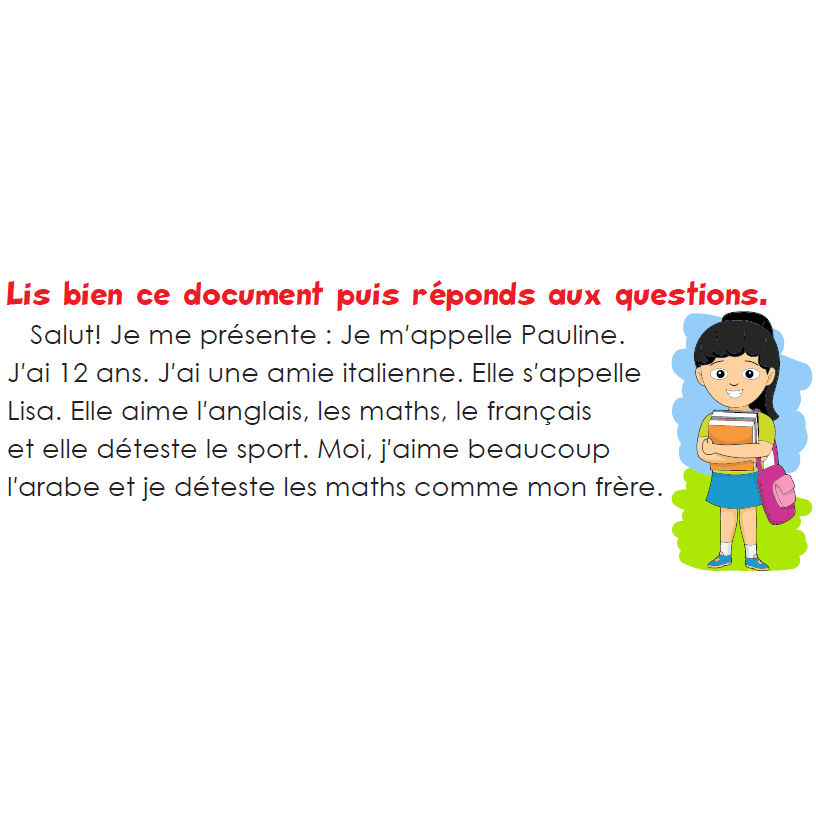 Lis bien ce document puis réponds aux questions.
Salut! Je me présente : Je m'appelle Pauline.
J'ai 12 ans. J'ai une amie italienne. Elle s'appelle
Lisa. Elle aime l'anglais, les maths, le français
et elle déteste le sport. Moi, j'aime beaucoup
l'arabe et je déteste les maths comme mon frère.